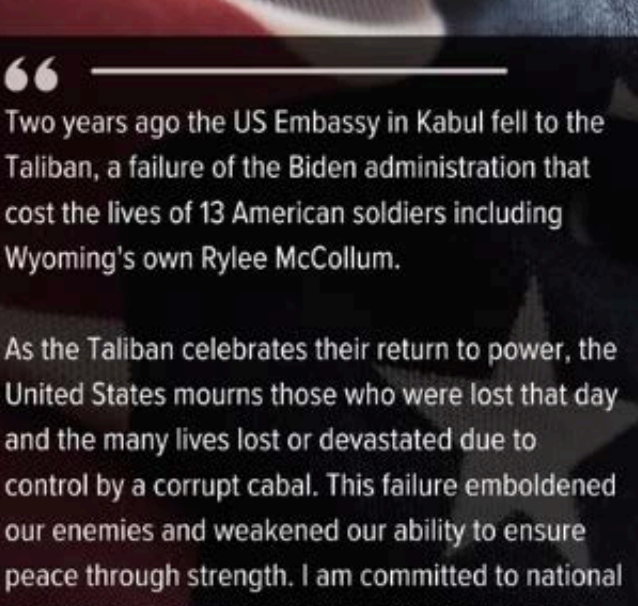 “
Two years ago the US Embassy in Kabul fell to the
Taliban, a failure of the Biden administration that
cost the lives of 13 American soldiers including
Wyoming's own Rylee McCollum.
As the Taliban celebrates their return to power, the
United States mourns those who were lost that day
and the many lives lost or devastated due to
control by a corrupt cabal. This failure emboldened
our enemies and weakened our ability to ensure
peace through strength. I am committed to national